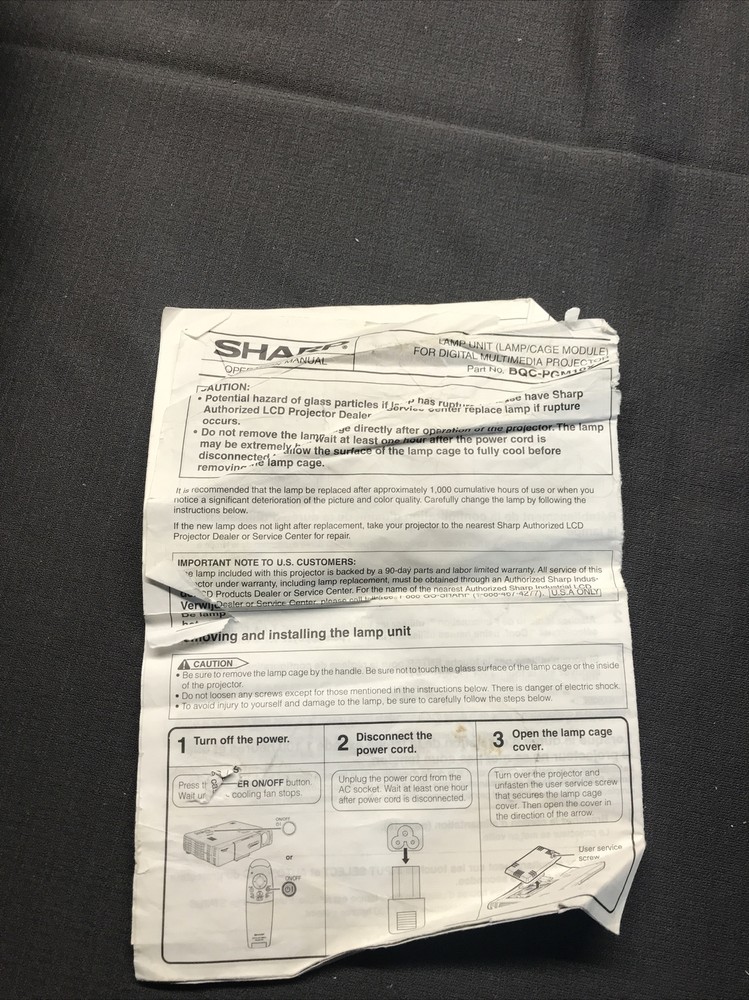 SHARP®
MANUAL
LAMP UNIT (LAMP/CAGE MODULE)
FOR DIGITAL MULTIMEDIA PROJECTOR
Part No. BQC-PGM1
CAUTION:
• Potential hazard of glass particles if has have Sharp
Authorized LCD Projector Dealer Service Center replace lamp if rupture
occurs.
• Do not remove the directly after operation of the projector. The lamp
may be extremely Wait at least one hour after the power cord is
disconnected the surface of the lamp cage to fully cool before
removing lamp cage.
It is recommended that the lamp be replaced after approximately 1,000 cumulative hours of use or when you
notice a significant deterioration of the picture and color quality. Carefully change the lamp by following the
instructions below.
If the new lamp does not light after replacement, take your projector to the nearest Sharp Authorized LCD
Projector Dealer or Service Center for repair.
IMPORTANT NOTE TO U.S. CUSTOMERS:
lamp included with this projector is backed by a 90-day parts and labor limited warranty. All service of this
under warranty, including lamp replacement, must be obtained through an Authorized Sharp Indus-
Products Dealer or Service Center. For the name of the nearest Authorized Sharp Industrial LCD
Dealer or Service Center, please call U.S.A ONLY
Verwij
De lamp
and installing the lamp unit
CAUTION
• Be sure to remove the lamp cage by the handle. Be sure not to touch the glass surface of the lamp cage or the inside
of the projector.
• Do not loosen any screws except for those mentioned in the instructions below. There is danger of electric shock.
• To avoid injury to yourself and damage to the lamp, be sure to carefully follow the steps below.
1 Turn off the power.
Press ER ON/OFF button.
Wait cooling fan stops.
ON/OFF
or
ON/OFF
2 Disconnect the
power cord.
Unplug the power cord from the
AC socket. Wait at least one hour
after power cord is disconnected.
3 Open the lamp cage
cover.
Turn over the projector and
unfasten the user service screw
that secures the lamp cage
cover. Then open the cover in
the direction of the arrow.
User service
screw